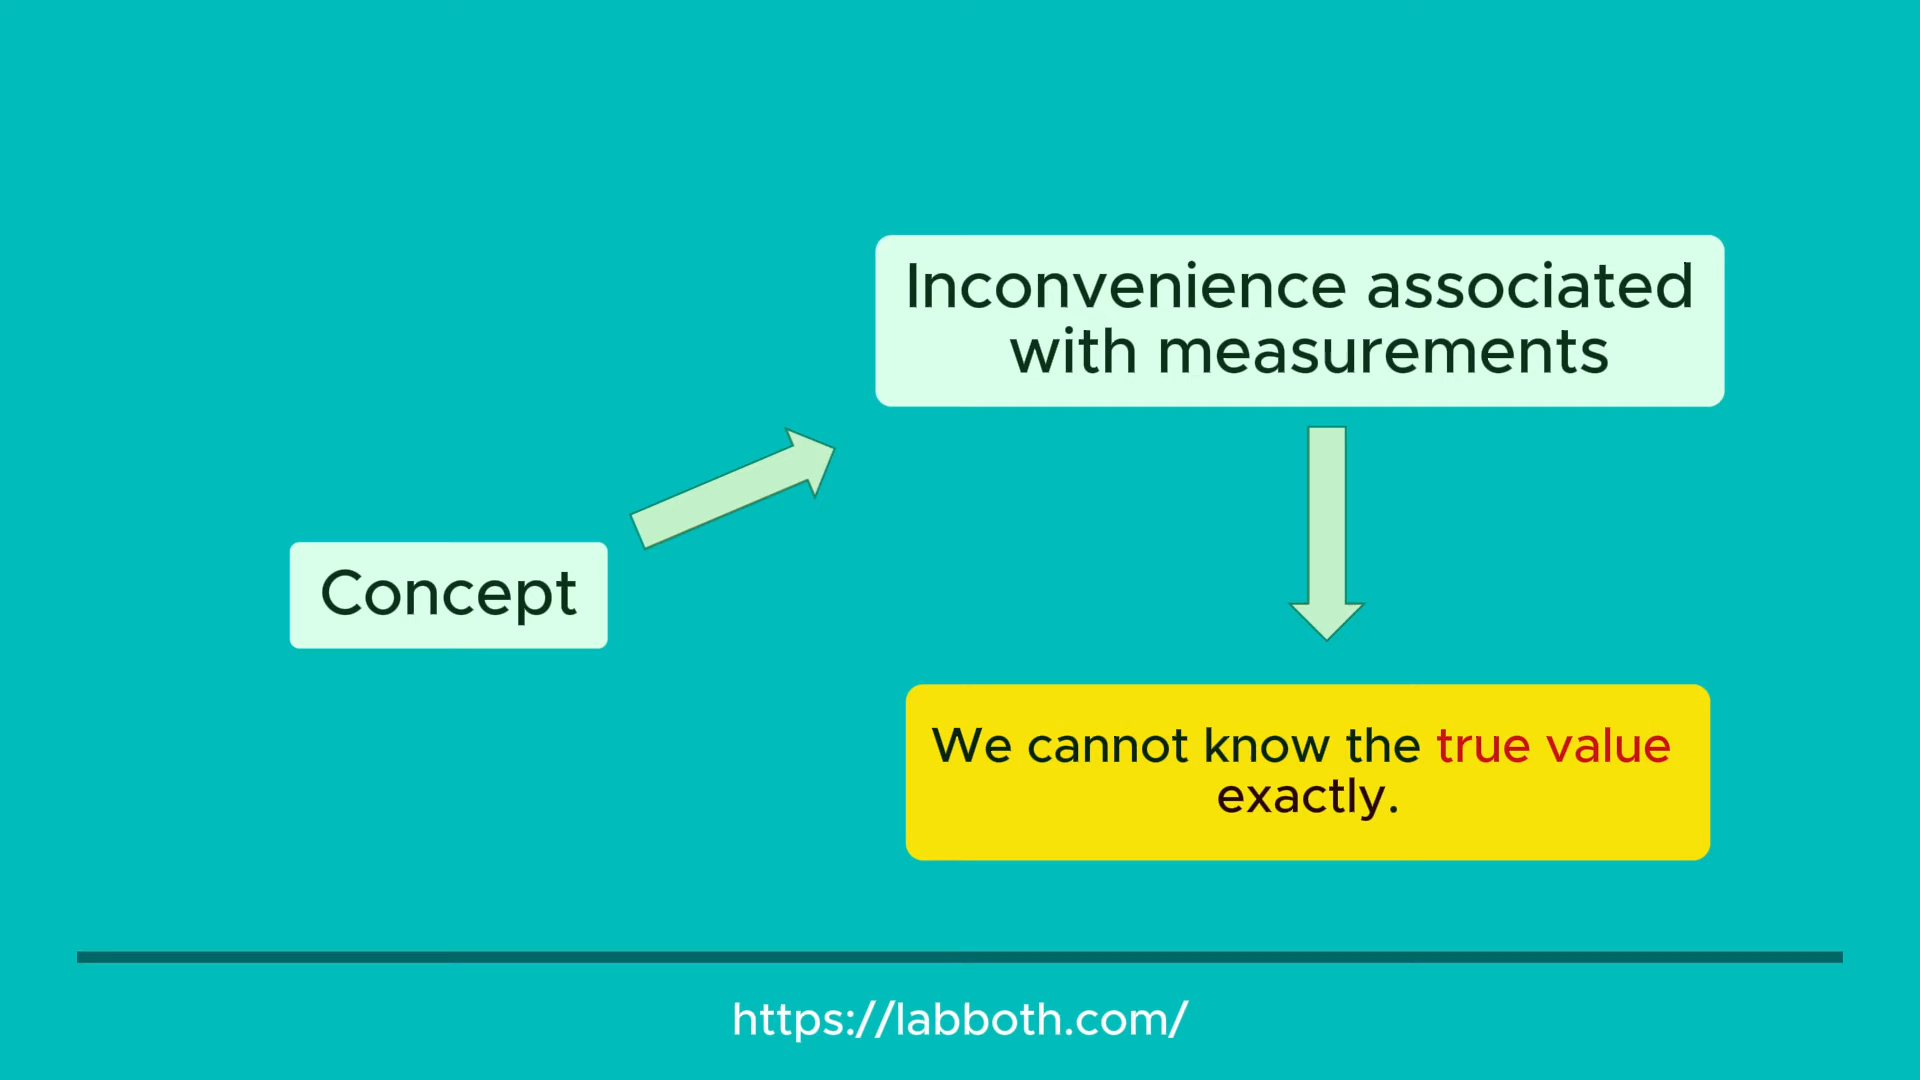 Inconvenience associated
with measurements
Concept
We cannot know the true value
exactly.
https://labboth.com/